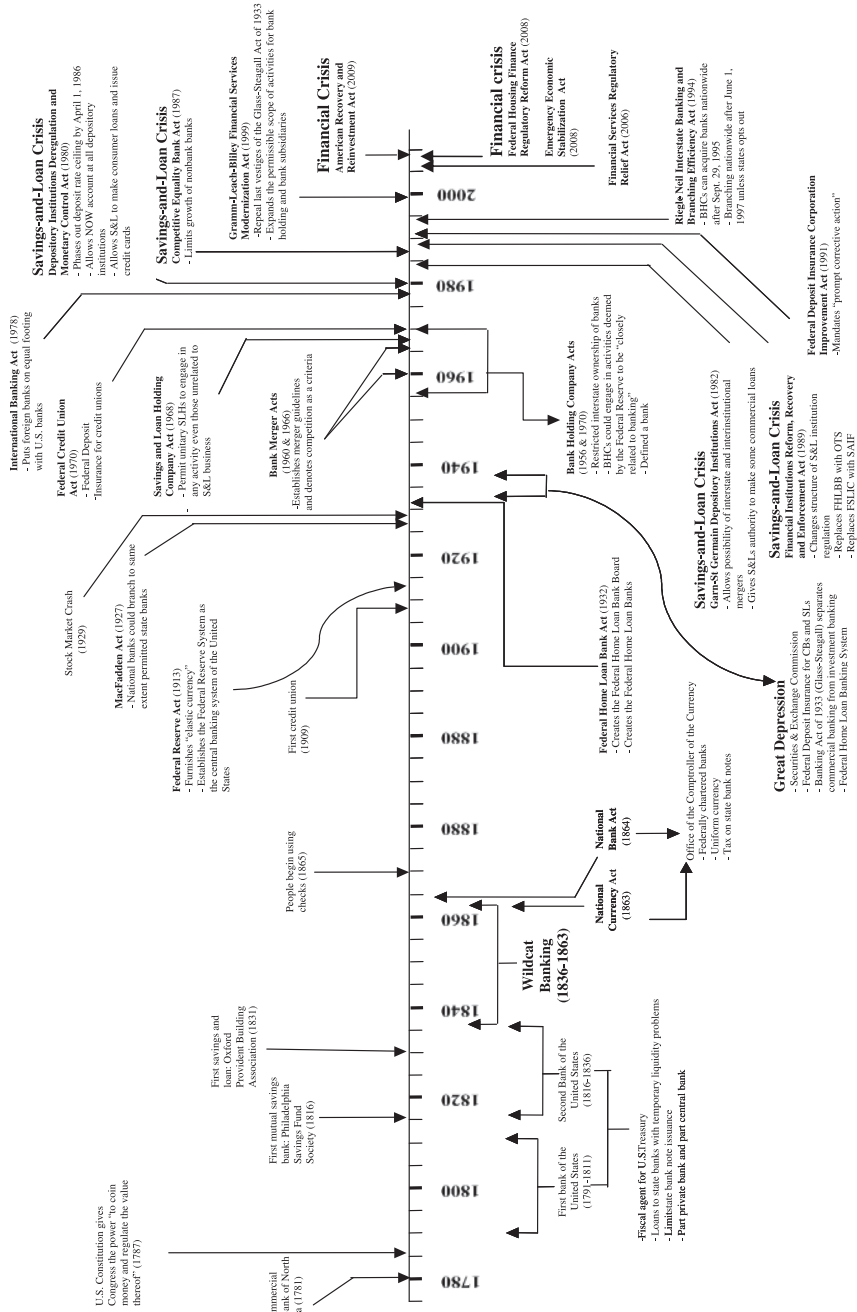 U.S. Constitution gives
Congress the power “to coin
money and regulate the value
thereof” (1787)
mmercial
ank of North
a (1781)
First mutual savings
bank: Philadelphia
Savings Fund
Society (1816)
First savings and
loan: Oxford
Provident Building
Association (1831)
People begin using
checks (1865)
First credit union
(1909)
Federal Reserve Act (1913)
- Furnishes “elastic currency”
- Establishes the Federal Reserve System as
the central banking system of the United
States
MacFadden Act (1927)
- National banks could branch to same
extent permitted state banks
Stock Market Crash
(1929)
Bank Merger Acts
(1960 & 1966)
-Establishes merger guidelines
and denotes competition as a criteria
Savings and Loan Holding
Company Act (1968)
- Permit unitary SLHs to engage in
any activity even those unrelated to
S&L business
-
Federal Credit Union
Act (1970)
- Federal Deposit
-Insurance for credit unions
International Banking Act (1978)
- Puts foreign banks on equal footing
with U.S. banks
Savings-and-Loan Crisis
Depository Institutions Deregulation and
Monetary Control Act (1980)
- Phases out deposit rate ceiling by April 1, 1986
- Allows NOW account at all depository
institutions
- Allows S&L to make consumer loans and issue
credit cards
Savings-and-Loan Crisis
Competitive Equality Bank Act (1987)
- Limits growth of nonbank banks
Gramm-Leach-Bliley Financial Services
Modernization Act (1999)
-Repeal last vestiges of the Glass-Steagall Act of 1933
- Expands the permissible scope of activities for bank
holding and bank subsidiaries
Financial Crisis
American Recovery and
Reinvestment Act (2009)
1780
1800
1820
1840
1860
1880
1880
1900
1920
1940
1960
1980
2000
First bank of the
United States
(1791-1811)
Second Bank of the
United States
(1816-1836)
-Fiscal agent for U.S.Treasury
- Loans to state banks with temporary liquidity problems
- Limitstate bank note issuance
- Part private bank and part central bank
Wildcat
Banking
(1836-1863)
National
Currency Act
(1863)
National
Bank Act
(1864)
Office of the Comptroller of the Currency
- Federally chartered banks
- Uniform currency
- Tax on state bank notes
Federal Home Loan Bank Act (1932)
- Creates the Federal Home Loan Bank Board
- Creates the Federal Home Loan Banks
Great Depression
- Securities & Exchange Commission
- Federal Deposit Insurance for CBs and SLs
- Banking Act of 1933 (Glass-Steagall) separates
commercial banking from investment banking
- Federal Home Loan Banking System
Bank Holding Company Acts
(1956 & 1970)
- Restricted interstate ownership of banks
- BHCs could engage in activities deemed
by the Federal Reserve to be “closely
related to banking”
- Defined a bank
Savings-and-Loan Crisis
Garn-St Germain Depository Institutions Act (1982)
- Allows possibility of interstate and interinstitutional
mergers
- Gives S&Ls authority to make some commercial loans
Savings-and-Loan Crisis
Financial Institutions Reform, Recovery
and Enforcement Act (1989)
- Changes structure of S&L institution
regulation
- Replaces FHLBB with OTS
- Replaces FSLIC with SAIF
Federal Deposit Insurance Corporation
Improvement Act (1991)
-Mandates “prompt corrective action”
Riegle-Neil Interstate Banking and
Branching Efficiency Act (1994)
- BHCs can acquire banks nationwide
after Sept. 29, 1995
- Branching nationwide after June 1,
1997 unless states opts out
Financial Services Regulatory
Relief Act (2006)
Financial crisis
Federal Housing Finance
Regulatory Reform Act (2008)
Emergency Economic
Stabilization Act
(2008)